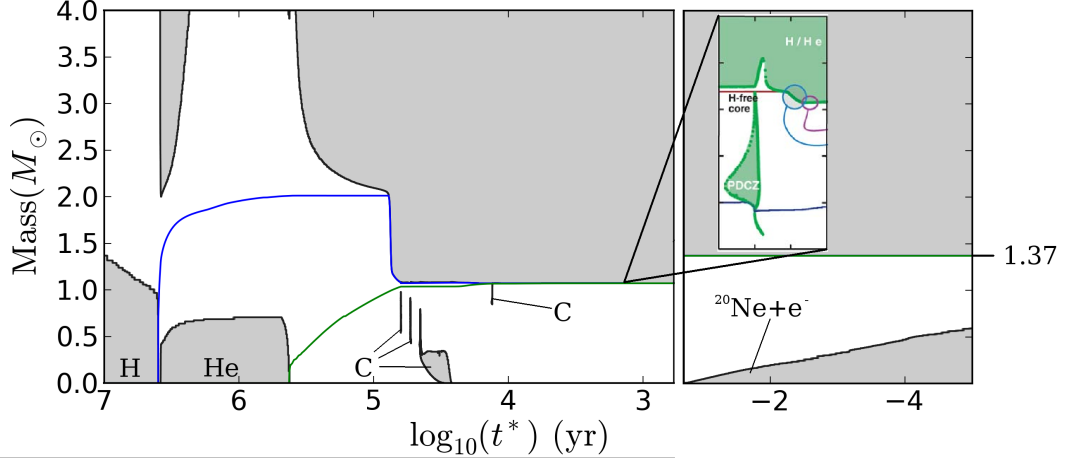 4.0
3.5
3.0
2.5
2.0
1.5
1.0
0.5
0.0
Mass(M☉)
7
6
5
4
3
−2
−4
log₁₀(t*) (yr)
H
He
C
C
H / H e
H-free
core
PDCZ
1.37
²⁰Ne+e⁻